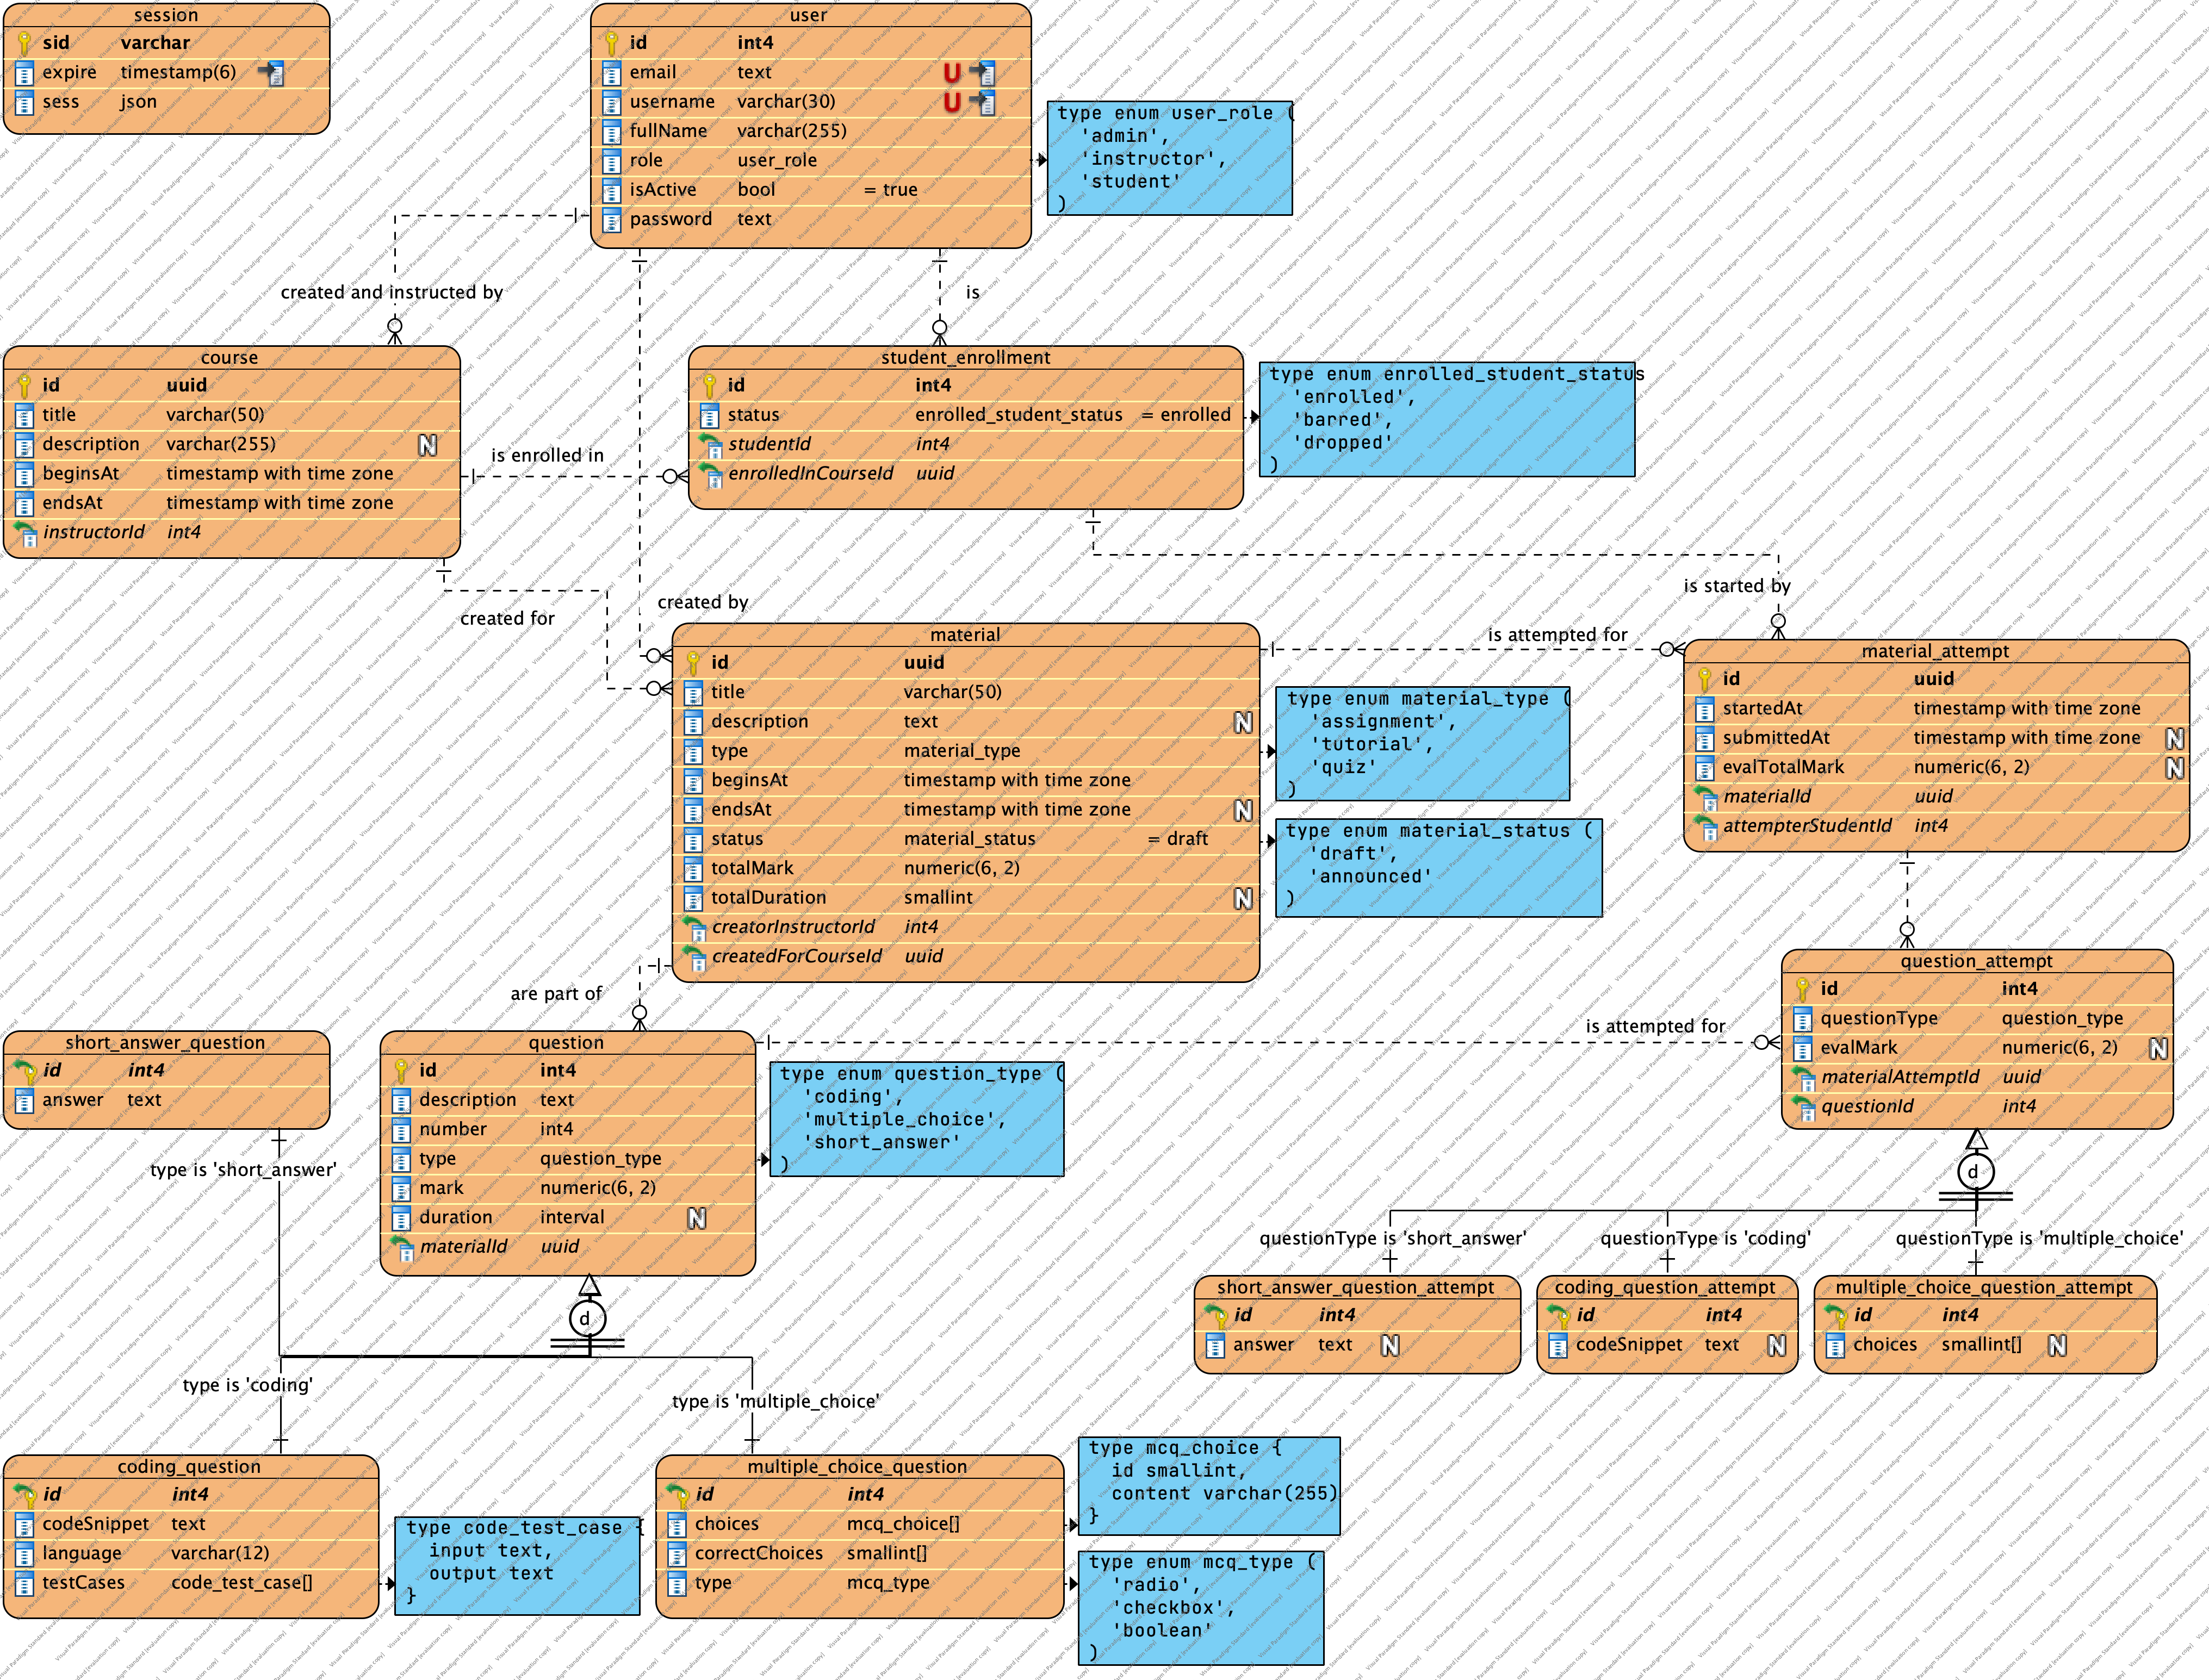 session
sid varchar
expire timestamp(6)
sess json
user
id int4
email text U
username varchar(30) U
fullName varchar(255)
role user_role
isActive bool = true
password text
type enum user_role (
'admin',
'instructor',
'student'
)
created and instructed by
is
course
id uuid
title varchar(50)
description varchar(255) N
beginsAt timestamp with time zone
endsAt timestamp with time zone
instructorId int4
is enrolled in
student_enrollment
id int4
status enrolled_student_status = enrolled
studentId int4
enrolledInCourseId uuid
type enum enrolled_student_status
'enrolled',
'barred',
'dropped'
)
created for
created by
is started by
is attempted for
material
id uuid
title varchar(50)
description text N
type material_type
beginsAt timestamp with time zone
endsAt timestamp with time zone N
status material_status = draft
totalMark numeric(6, 2)
totalDuration smallint N
creatorInstructorId int4
createdForCourseId uuid
type enum material_type (
'assignment',
'tutorial',
'quiz'
)
type enum material_status (
'draft',
'announced'
)
material_attempt
id uuid
startedAt timestamp with time zone
submittedAt timestamp with time zone N
evalTotalMark numeric(6, 2) N
materialId uuid
attempterStudentId int4
are part of
is attempted for
short_answer_question
id int4
answer text
type is 'short_answer'
question
id int4
description text
number int4
type question_type
mark numeric(6, 2)
duration interval N
materialId uuid
type enum question_type (
'coding',
'multiple_choice',
'short_answer'
)
question_attempt
id int4
questionType question_type
evalMark numeric(6, 2) N
materialAttemptId uuid
questionId int4
d
questionType is 'short_answer'
questionType is 'coding'
questionType is 'multiple_choice'
short_answer_question_attempt
id int4
answer text N
coding_question_attempt
id int4
codeSnippet text N
multiple_choice_question_attempt
id int4
choices smallint[] N
d
type is 'coding'
type is 'multiple_choice'
coding_question
id int4
codeSnippet text
language varchar(12)
testCases code_test_case[]
type code_test_case {
input text,
output text
}
multiple_choice_question
id int4
choices mcq_choice[]
correctChoices smallint[]
type mcq_type
type mcq_choice {
id smallint,
content varchar(255)
}
type enum mcq_type (
'radio',
'checkbox',
'boolean'
)
Visual Paradigm Standard (evaluation copy)